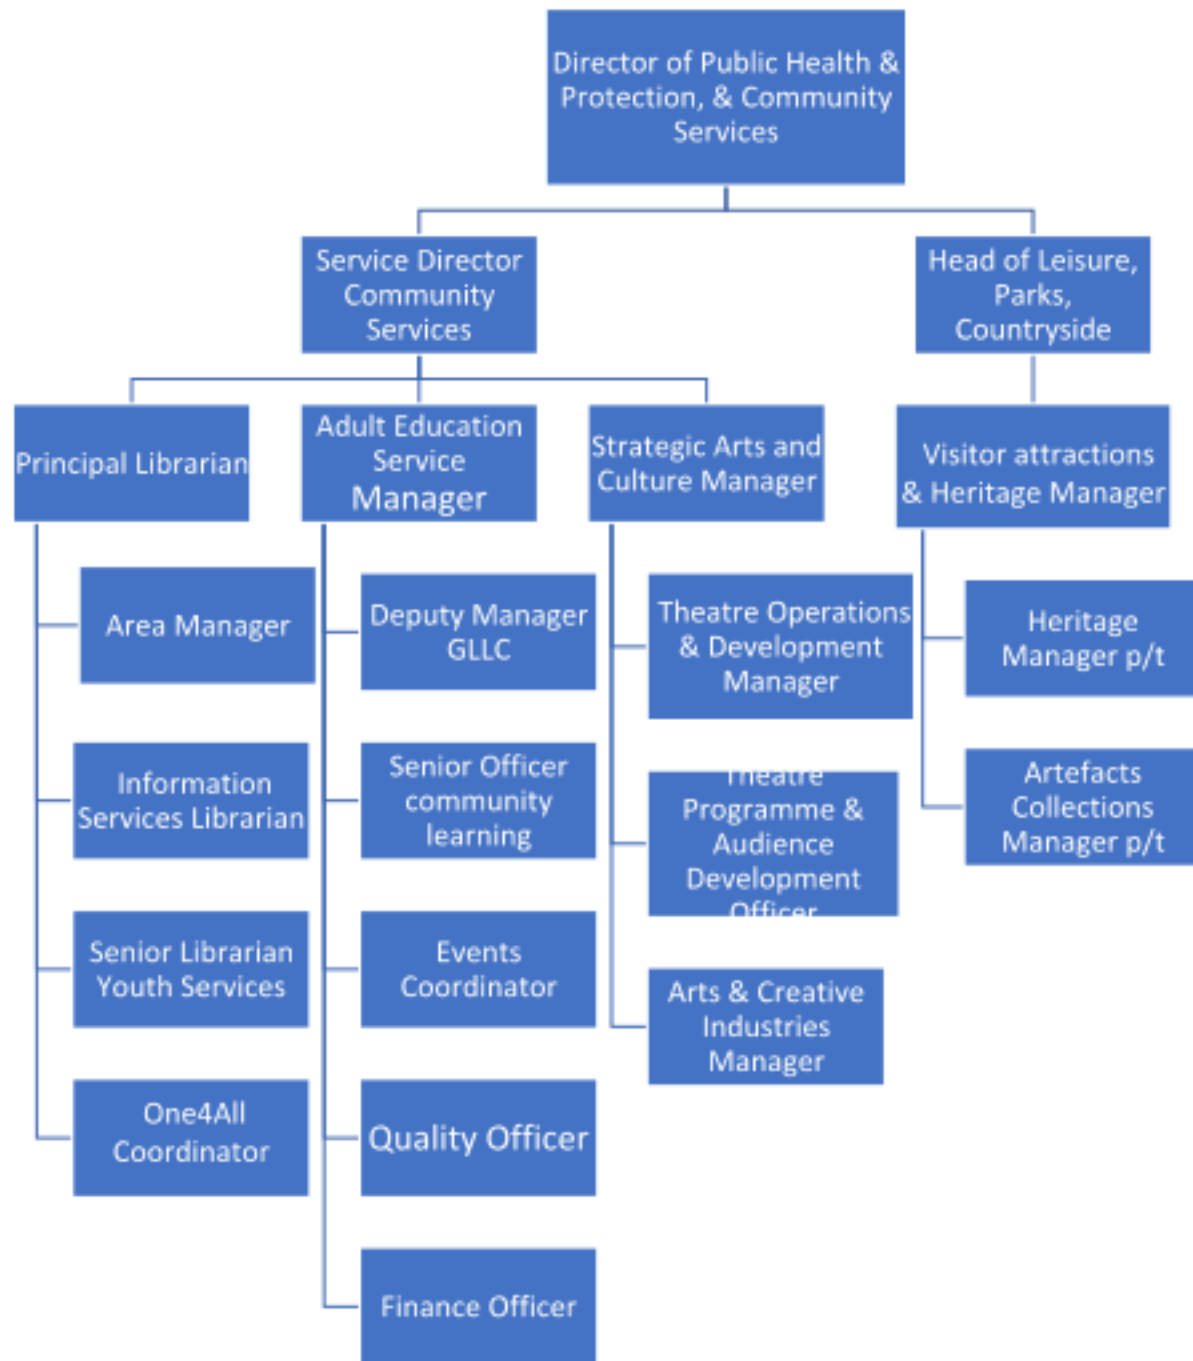 Director of Public Health &
Protection, & Community
Services
Service Director
Community
Services
Head of Leisure,
Parks,
Countryside
Principal Librarian
Adult Education
Service
Manager
Strategic Arts and
Culture Manager
Visitor attractions
& Heritage Manager
Area Manager
Information
Services Librarian
Senior Librarian
Youth Services
One4All
Coordinator
Deputy Manager
GLLC
Senior Officer
community
learning
Events
Coordinator
Quality Officer
Finance Officer
Theatre Operations
& Development
Manager
Theatre
Programme &
Audience
Development
Officer
Arts & Creative
Industries
Manager
Heritage
Manager p/t
Artefacts
Collections
Manager p/t